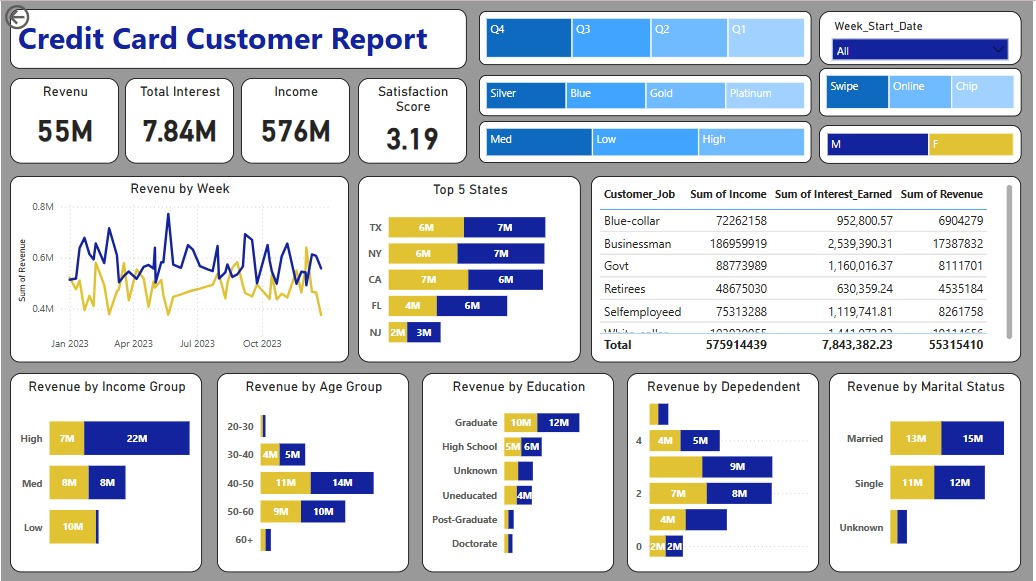 Credit Card Customer Report
Q4 Q3 Q2 Q1
Week_Start_Date
All
Silver Blue Gold Platinum
Swipe Online Chip
Med Low High
M F
Revenu
55M
Total Interest
7.84M
Income
576M
Satisfaction
Score
3.19
Revenu by Week
Sum of Revenue
0.8M
0.6M
0.4M
Jan 2023 Apr 2023 Jul 2023 Oct 2023
Top 5 States
TX 6M 7M
NY 6M 7M
CA 7M 6M
FL 4M 6M
NJ 2M 3M
Customer_Job Sum of Income Sum of Interest_Earned Sum of Revenue
Blue-collar 72262158 952,800.57 6904279
Businessman 186959919 2,539,390.31 17387832
Govt 88773989 1,160,016.37 8111701
Retirees 48675030 630,359.24 4535184
Selfemployeed 75313288 1,119,741.81 8261758
Total 575914439 7,843,382.23 55315410
Revenue by Income Group
High 7M 22M
Med 8M 8M
Low 10M
Revenue by Age Group
20-30
30-40 4M 5M
40-50 11M 14M
50-60 9M 10M
60+
Revenue by Education
Graduate 10M 12M
High School 5M 6M
Unknown
Uneducated 4M
Post-Graduate
Doctorate
Revenue by Depedendent
4 4M 5M
9M
2 7M 8M
4M
0 2M 2M
Revenue by Marital Status
Married 13M 15M
Single 11M 12M
Unknown